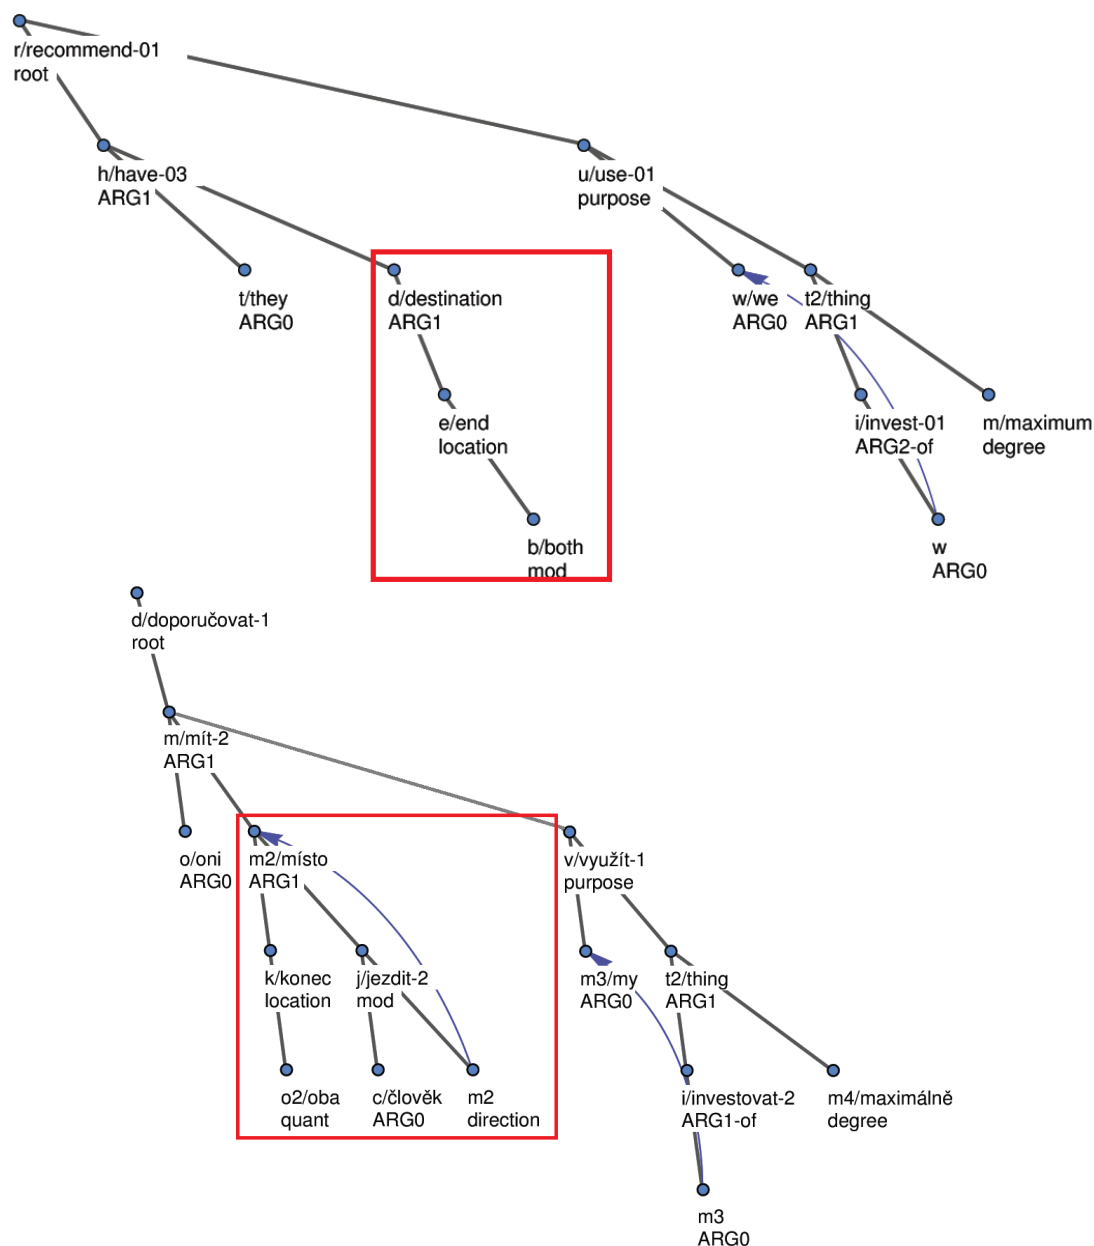 r/recommend-01
root
h/have-03
ARG1
u/use-01
purpose
t/they
ARG0
d/destination
ARG1
w/we
ARG0
t2/thing
ARG1
e/end
location
i/invest-01
ARG2-of
m/maximum
degree
b/both
mod
w
ARG0
d/doporučovat-1
root
m/mít-2
ARG1
o/oni
ARG0
m2/místo
ARG1
v/využít-1
purpose
k/konec
location
j/jezdit-2
mod
m3/my
ARG0
t2/thing
ARG1
o2/oba
quant
c/člověk
ARG0
m2
direction
i/investovat-2
ARG1-of
m4/maximálně
degree
m3
ARG0